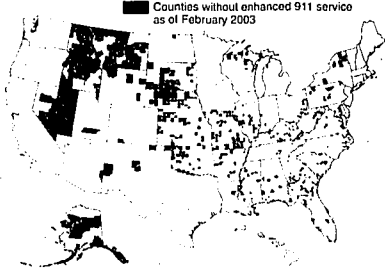 Counties without enhanced 911 service
as of February 2003